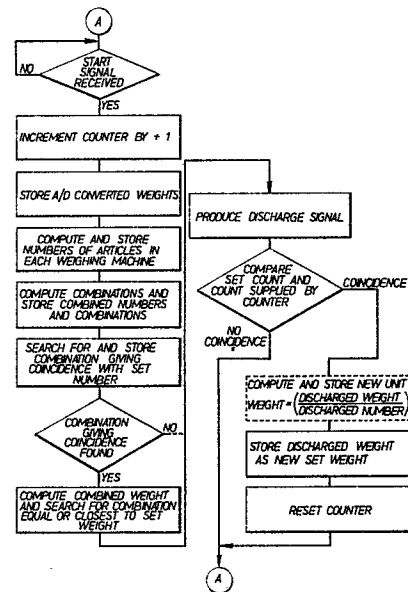 A
START
SIGNAL
RECEIVED
NO
YES
INCREMENT COUNTER BY + 1
STORE A/D CONVERTED WEIGHTS
COMPUTE AND STORE
NUMBERS OF ARTICLES IN
EACH WEIGHING MACHINE
COMPUTE COMBINATIONS AND
STORE COMBINED NUMBERS
AND COMBINATIONS
SEARCH FOR AND STORE
COMBINATION GIVING
COINCIDENCE WITH SET
NUMBER
COMBINATION
GIVING
COINCIDENCE
FOUND
NO
YES
COMPUTE COMBINED WEIGHT
AND SEARCH FOR COMBINATION
EQUAL OR CLOSEST TO SET
WEIGHT
PRODUCE DISCHARGE SIGNAL
COMPARE
SET COUNT AND
COUNT SUPPLIED BY
COUNTER
COINCIDENCE
NO
COINCIDENCE
COMPUTE AND STORE NEW UNIT
WEIGHT=(DISCHARGED WEIGHT
DISCHARGED NUMBER)
STORE DISCHARGED WEIGHT
AS NEW SET WEIGHT
RESET COUNTER
A